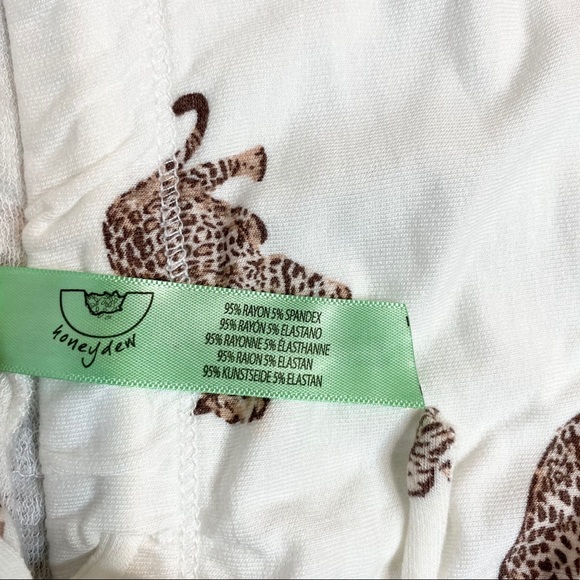 honeydew
95% RAYON 5% SPANDEX
95% RAYÓN 5% ELASTANO
95% RAYONNE 5% ÉLASTHANNE
95% RAION 5% ELASTAN
95% KUNSTSEIDE 5% ELASTAN